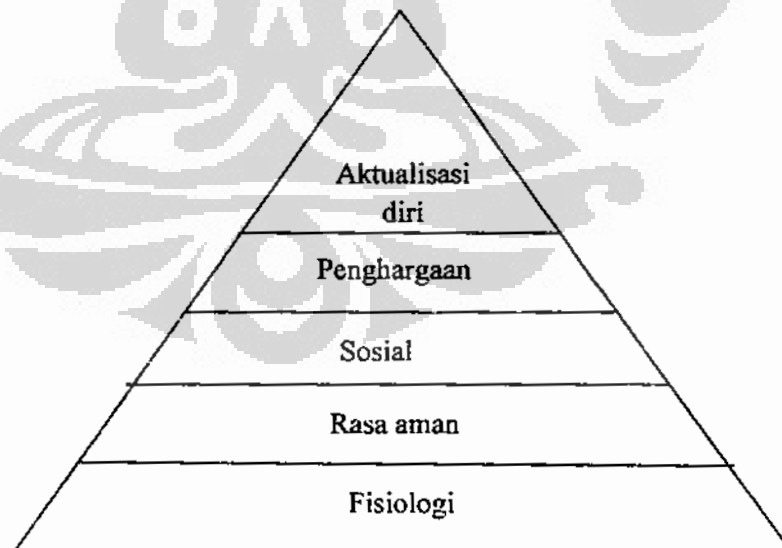 Aktualisasi
diri
Penghargaan
Sosial
Rasa aman
Fisiologi